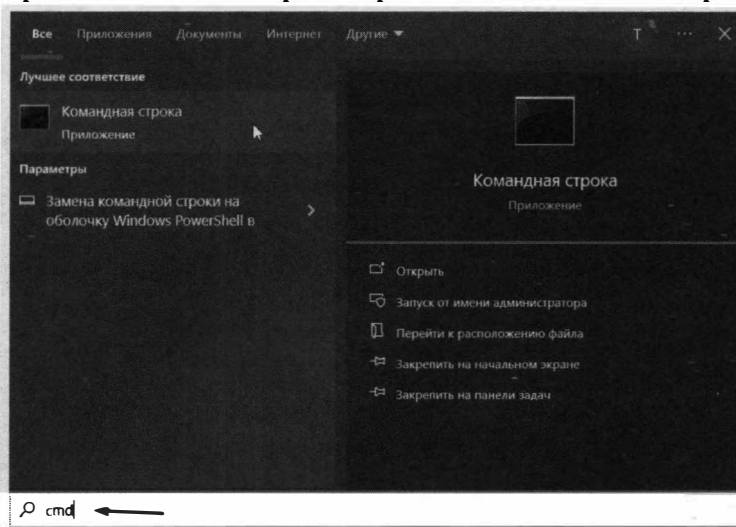 Все Приложения Документы Интернет Другие T ... ×
Лучшее соответствие
Командная строка
Приложение
Параметры
Замена командной строки на
оболочку Windows PowerShell в
Командная строка
Приложение
Открыть
Запуск от имени администратора
Перейти к расположению файла
Закрепить на начальном экране
Закрепить на панели задач
cmd